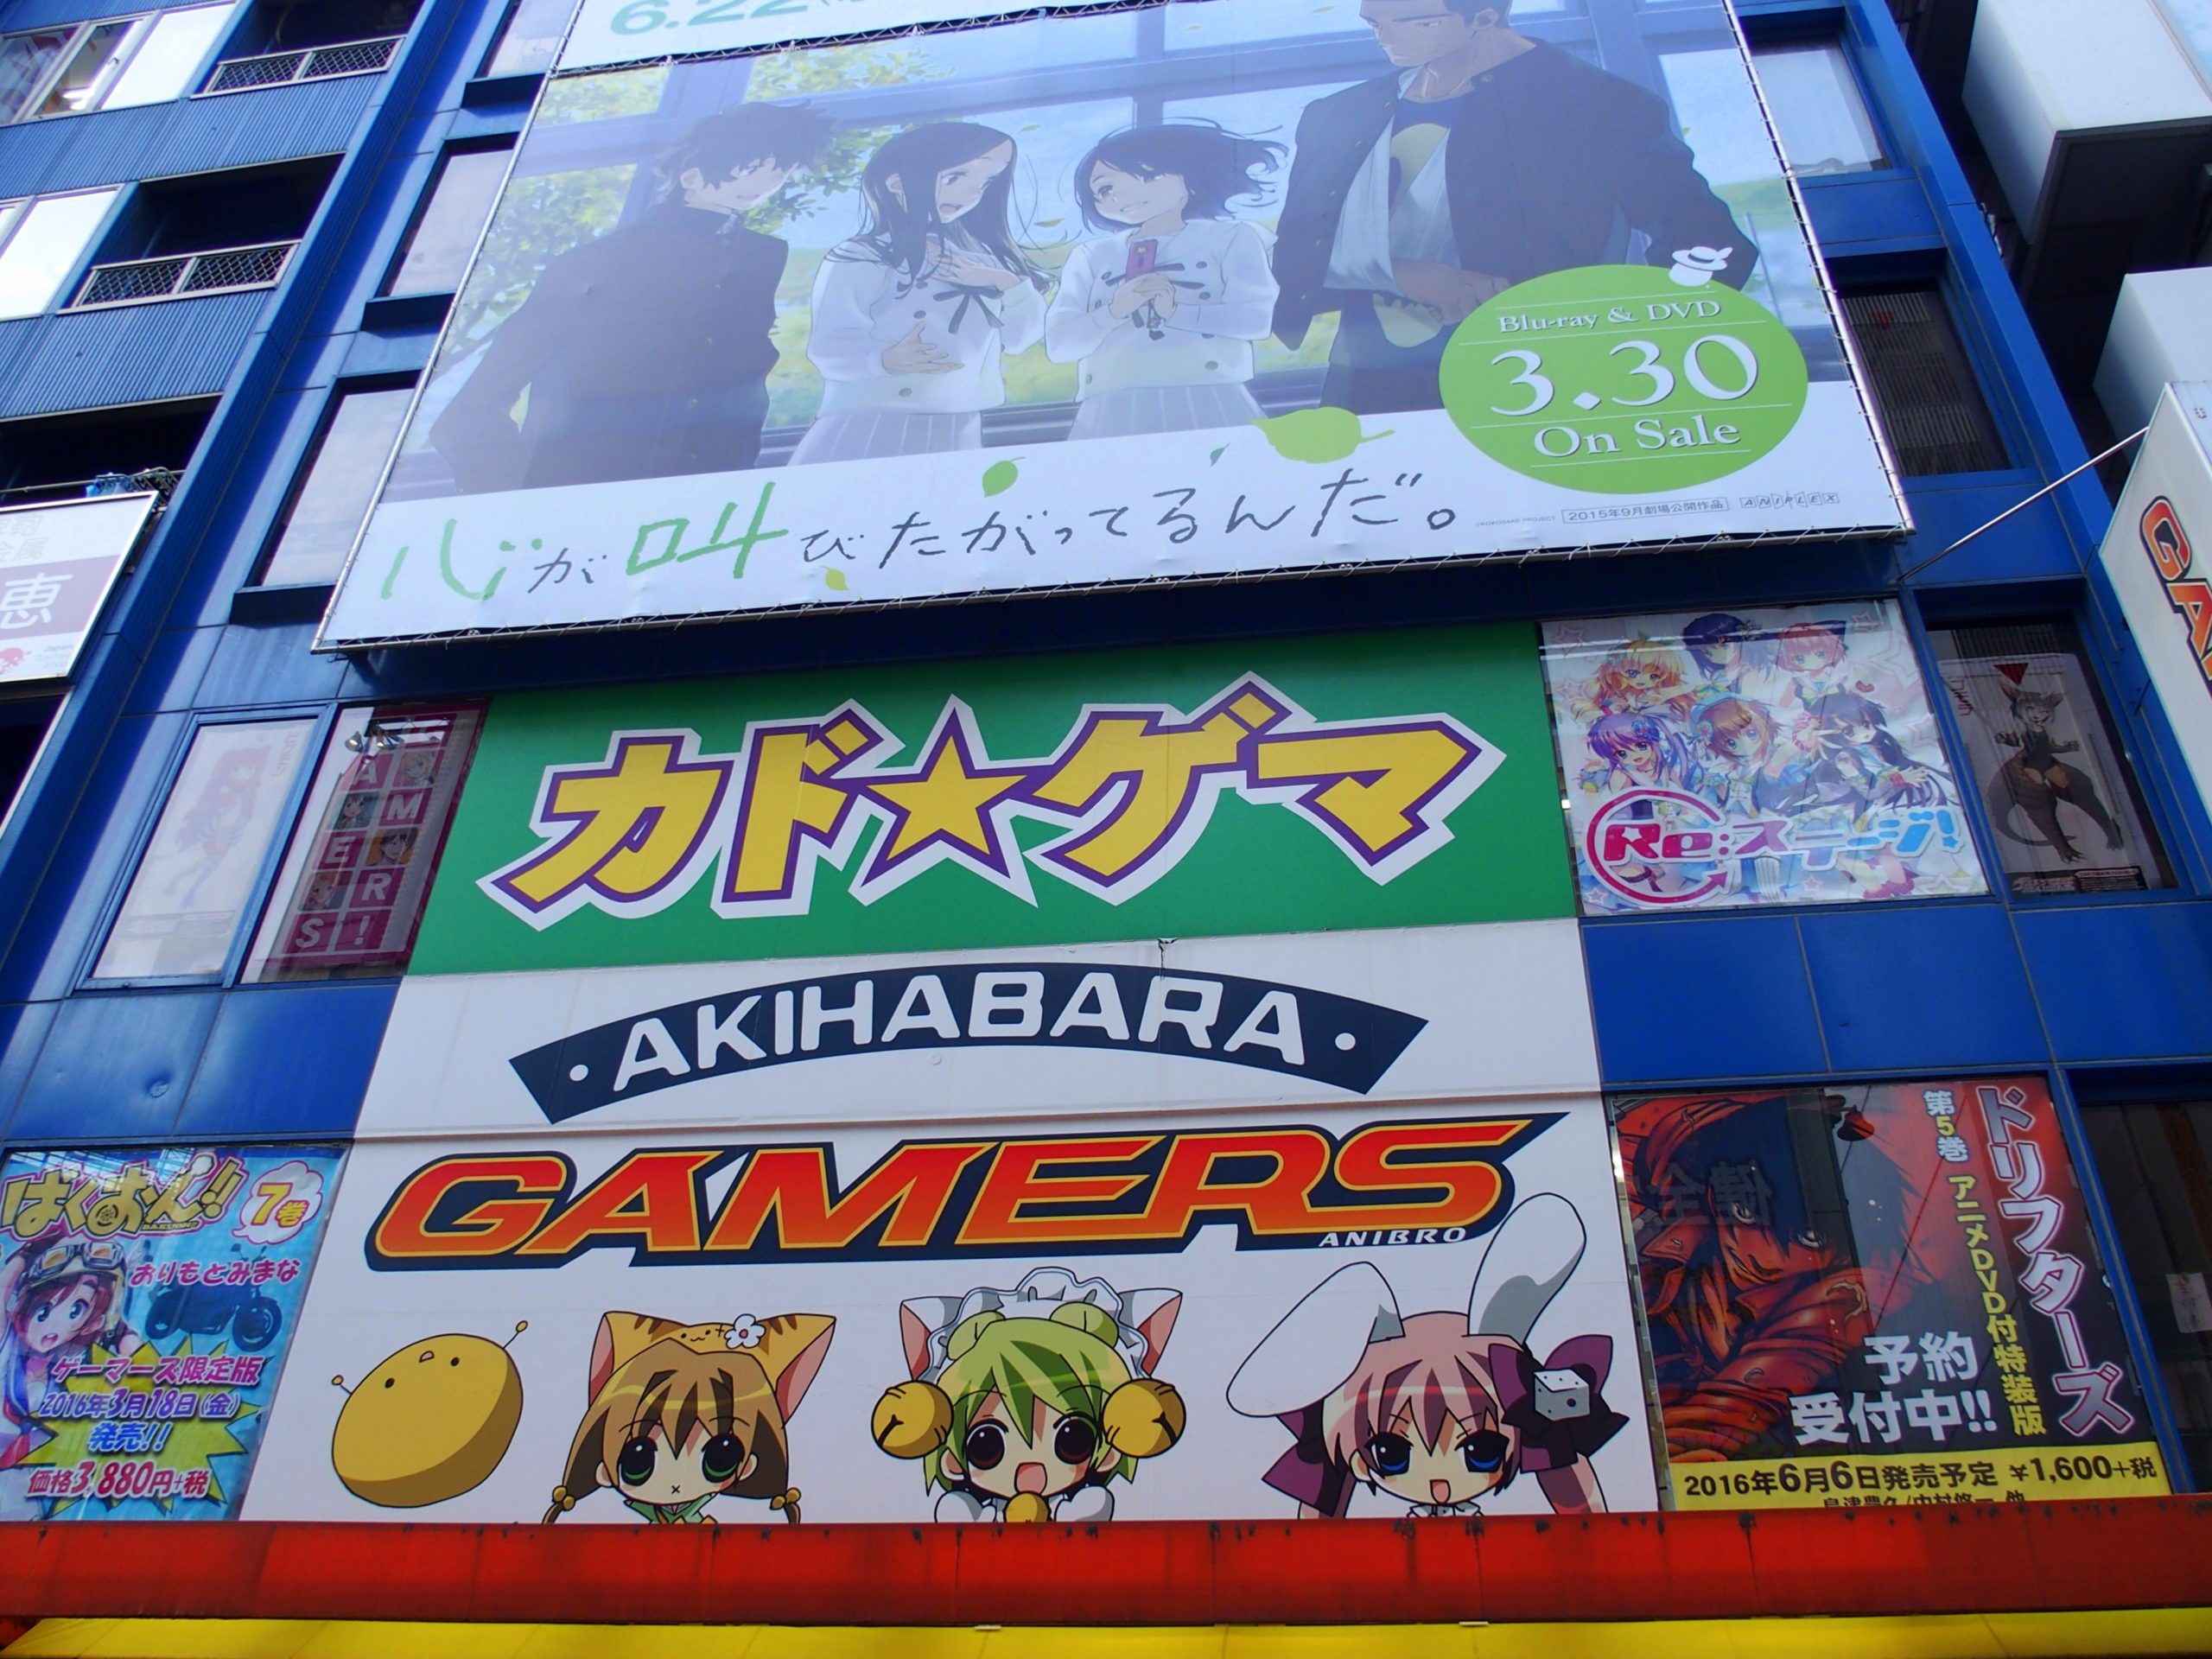 6.22
Blu-ray & DVD
3.30
On Sale
心が叫びたがってるんだ。
©KOKOSAKE PROJECT
2015年9月劇場公開作品
ANIPLEX
恵
Japan
カド★ゲマ
GAMERS!
Re:ステージ!
GA
・AKIHABARA・
GAMERS
ANIBRO
ばくおん!!
7巻
おりもとみまな
ゲーマーズ限定版
2016年3月18日(金)
発売!!
価格3,880円+税
ドリフターズ
第5巻 アニメDVD付特装版
予約
受付中!!
2016年6月6日発売予定 ¥1,600+税